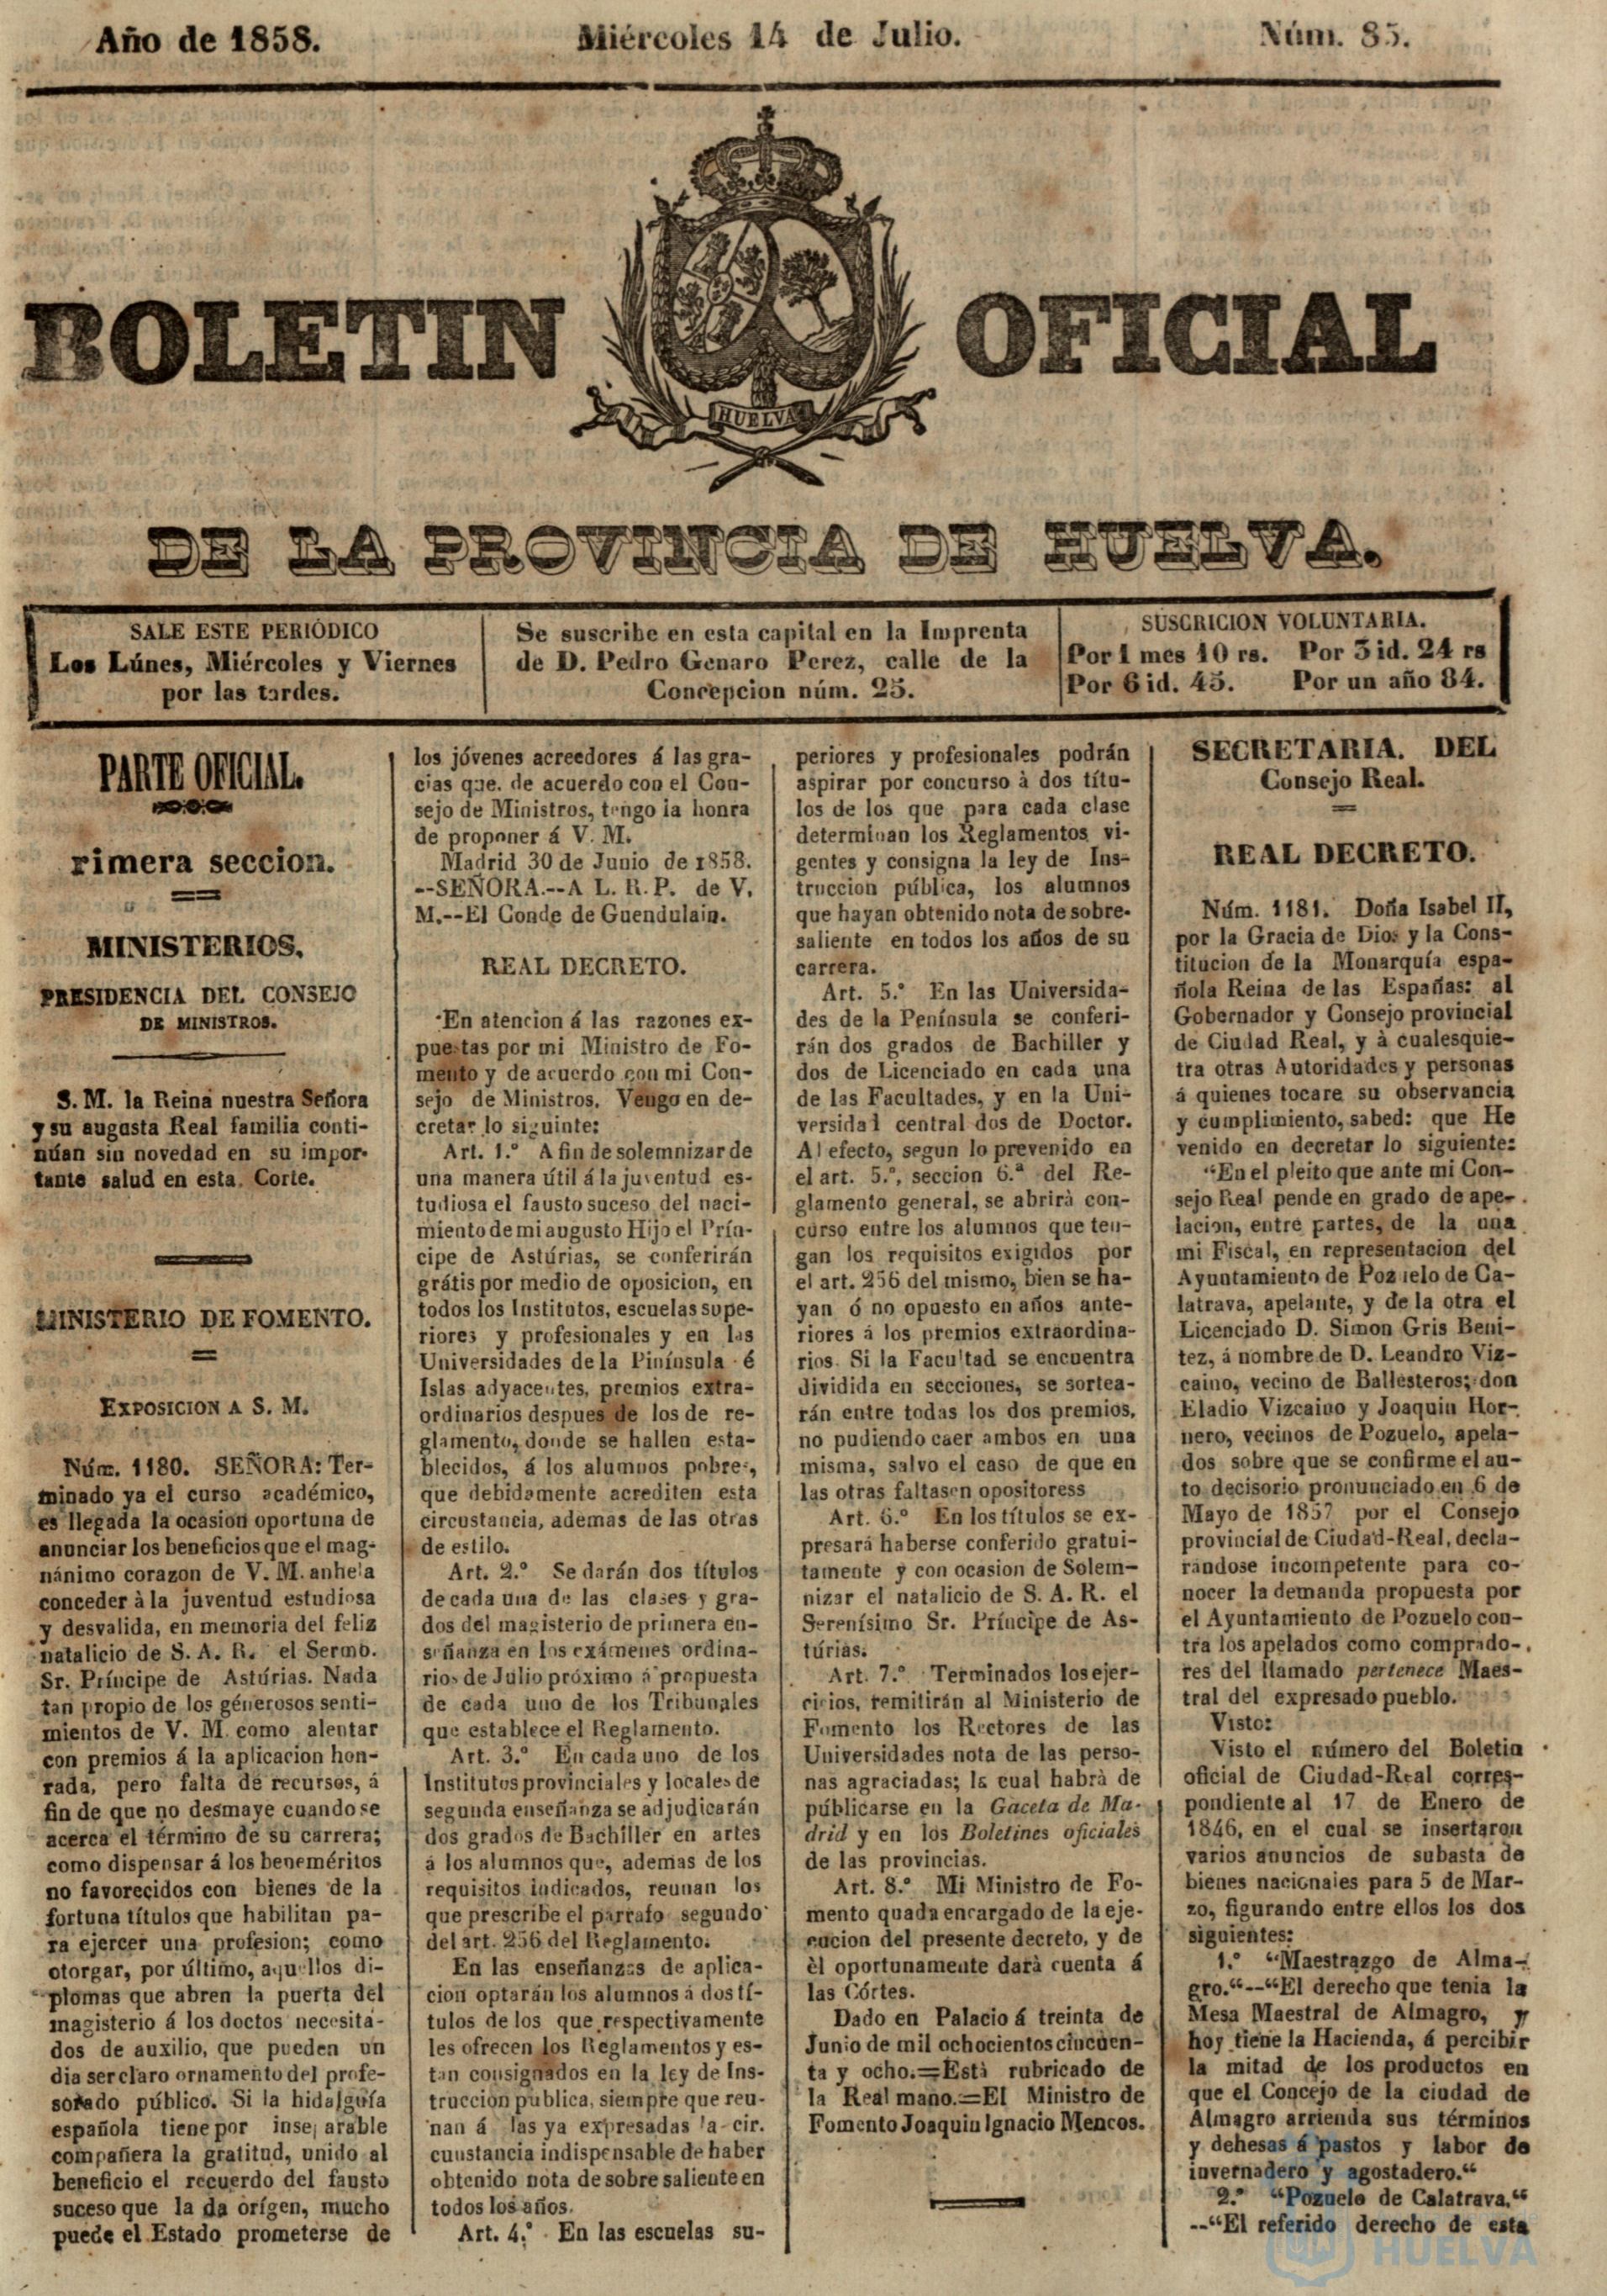 Año de 1858.
Miércoles 14 de Julio.
Núm. 85.
BOLETIN OFICIAL
HUELVA
DE LA PROVINCIA DE HUELVA.
SALE ESTE PERIÓDICO
Los Lúnes, Miércoles y Viernes
por las tardes.
Se suscribe en esta capital en la Imprenta
de D. Pedro Genaro Perez, calle de la
Concepcion núm. 25.
SUSCRICION VOLUNTARIA.
Por 1 mes 10 rs. Por 3 id. 24 rs
Por 6 id. 45. Por un año 84.
PARTE OFICIAL.
rimera seccion.
MINISTERIOS.
PRESIDENCIA DEL CONSEJO
DE MINISTROS.
S. M. la Reina nuestra Señora
y su augusta Real familia conti-
núan sin novedad en su impor-
tante salud en esta Corte.
MINISTERIO DE FOMENTO.
EXPOSICION A S. M.
Núm. 1180. SEÑORA: Ter-
minado ya el curso académico,
es llegada la ocasion oportuna de
anunciar los beneficios que el mag-
nánimo corazon de V. M. anhela
conceder à la juventud estudiosa
y desvalida, en memoria del feliz
natalicio de S. A. R. el Sermo.
Sr. Príncipe de Astúrias. Nada
tan propio de los génerosos senti-
mientos de V. M. como alentar
con premios á la aplicacion hon-
rada, pero falta de recursos, á
fin de que no desmaye cuando se
acerca el término de su carrera;
como dispensar á los beneméritos
no favorecidos con bienes de la
fortuna títulos que habilitan pa-
ra ejercer una profesion; como
otorgar, por último, aquellos di-
plomas que abren la puerta del
magisterio á los doctos necesita-
dos de auxilio, que pueden un
dia ser claro ornamento del profe-
sorado público. Si la hidalguía
española tiene por inseparable
compañera la gratitud, unido al
beneficio el recuerdo del fausto
suceso que la da orígen, mucho
puede el Estado prometerse de
los jóvenes acreedores á las gra-
cias que. de acuerdo con el Con-
sejo de Ministros, tengo la honra
de proponer á V. M.
Madrid 30 de Junio de 1858.
--SEÑORA.--A L. R. P. de V.
M.--El Conde de Guendulain.
REAL DECRETO.
En atencion á las razones ex-
puestas por mi Ministro de Fo-
mento y de acuerdo con mi Con-
sejo de Ministros, Vengo en de-
cretar lo siguiente:
Art. 1.º A fin de solemnizar de
una manera útil á la juventud es-
tudiosa el fausto suceso del naci-
miento de mi augusto Hijo el Prín-
cipe de Astúrias, se conferirán
grátis por medio de oposicion, en
todos los Institutos, escuelas supe-
riores y profesionales y en las
Universidades de la Pinínsula é
Islas adyacentes, premios extra-
ordinarios despues de los de re-
glamento, donde se hallen esta-
blecidos, á los alumnos pobres,
que debidamente acrediten esta
circustancia, ademas de las otras
de estilo.
Art. 2.º Se darán dos títulos
de cada una de las clases y gra-
dos del magisterio de primera en-
señanza en los exámenes ordina-
rios de Julio próximo á propuesta
de cada uno de los Tribunales
que establece el Reglamento.
Art. 3.º En cada uno de los
Institutos provinciales y locales de
segunda enseñanza se adjudicarán
dos grados de Bachiller en artes
á los alumnos que, ademas de los
requisitos indicados, reunan los
que prescribe el párrafo segundo
del art. 256 del Reglamento.
En las enseñanzas de aplica-
cion optarán los alumnos á dos tí-
tulos de los que respectivamente
les ofrecen los Reglamentos y es-
tan consignados en la ley de Ins-
truccion publica, siempre que reu-
nan á las ya expresadas la cir.
cunstancia indispensable de haber
obtenido nota de sobresaliente en
todos los años.
Art. 4.º En las escuelas su-
periores y profesionales podrán
aspirar por concurso à dos títu-
los de los que para cada clase
determinan los Reglamentos vi-
gentes y consigna la ley de Ins-
truccion pública, los alumnos
que hayan obtenido nota de sobre-
saliente en todos los años de su
carrera.
Art. 5.º En las Universida-
des de la Península se conferi-
rán dos grados de Bachiller y
dos de Licenciado en cada una
de las Facultades, y en la Uni-
versidad central dos de Doctor.
Al efecto, segun lo prevenido en
el art. 5.º, seccion 6.ª del Re-
glamento general, se abrirà con-
curso entre los alumnos que ten-
gan los requisitos exigidos por
el art. 256 del mismo, bien se ha-
yan ó no opuesto en años ante-
riores á los premios extraordina-
rios. Si la Facultad se encuentra
dividida en secciones, se sortea-
rán entre todas los dos premios,
no pudiendo caer ambos en una
misma, salvo el caso de que en
las otras faltasen opositoress
Art. 6.º En los títulos se ex-
presará haberse conferido gratui-
tamente y con ocasion de Solem-
nizar el natalicio de S. A. R. el
Serenísimo Sr. Príncipe de As-
túrias.
Art. 7.º Terminados los ejer-
cicios, remitirán al Ministerio de
Fomento los Rectores de las
Universidades nota de las perso-
nas agraciadas; la cual habrà de
públicarse en la Gaceta de Ma-
drid y en los Boletines oficiales
de las provincias.
Art. 8.º Mi Ministro de Fo-
mento quada encargado de la eje-
cucion del presente decreto, y de
èl oportunamente darà cuenta á
las Córtes.
Dado en Palacio á treinta de
Junio de mil ochocientos cincuen-
ta y ocho.=Està rubricado de
la Real mano.=El Ministro de
Fomento Joaquin Ignacio Mencos.
SECRETARIA. DEL
Consejo Real.
REAL DECRETO.
Núm. 1181. Doña Isabel II,
por la Gracia de Dios y la Cons-
titucion de la Monarquía espa-
ñola Reina de las Españas: al
Gobernador y Consejo provincial
de Ciudad Real, y à cualesquie-
tra otras Autoridades y personas
á quienes tocare su observancia
y cumplimiento, sabed: que He
venido en decretar lo siguiente:
“En el pleito que ante mi Con-
sejo Real pende en grado de ape-
lacion, entre partes, de la una
mi Fiscal, en representacion del
Ayuntamiento de Pozuelo de Ca-
latrava, apelante, y de la otra el
Licenciado D. Simon Gris Beni-
tez, á nombre de D. Leandro Viz-
caino, vecino de Ballesteros; don
Eladio Vizcaino y Joaquin Hor-
nero, vecinos de Pozuelo, apela-
dos sobre que se confirme el au-
to decisorio pronunciado en 6 de
Mayo de 1857 por el Consejo
provincial de Ciudad-Real, decla-
rándose incompetente para co-
nocer la demanda propuesta por
el Ayuntamiento de Pozuelo con-
tra los apelados como comprado-
res del llamado pertenece Maes-
tral del expresado pueblo.
Visto:
Visto el número del Boletin
oficial de Ciudad-Real corres-
pondiente al 17 de Enero de
1846, en el cual se insertaron
varios anuncios de subasta de
bienes nacionales para 5 de Mar-
zo, figurando entre ellos los dos
siguientes:
1.º “Maestrazgo de Alma-
gro.“--“El derecho que tenia la
Mesa Maestral de Almagro, y
hoy tiene la Hacienda, á percibir
la mitad de los productos en
que el Concejo de la ciudad de
Almagro arrienda sus términos
y dehesas á pastos y labor de
invernadero y agostadero.“
2.º “Pozuelo de Calatrava.“
--“El referido derecho de esta
HUELVA